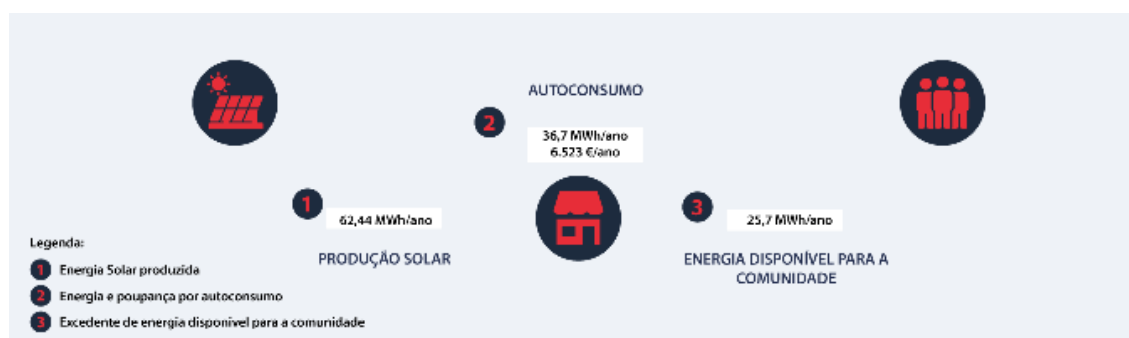 AUTOCONSUMO
2
36,7 MWh/ano
6.523 €/ano
1
62,44 MWh/ano
PRODUÇÃO SOLAR
3
25,7 MWh/ano
ENERGIA DISPONÍVEL PARA A
COMUNIDADE
Legenda:
1 Energia Solar produzida
2 Energia e poupança por autoconsumo
3 Excedente de energia disponível para a comunidade